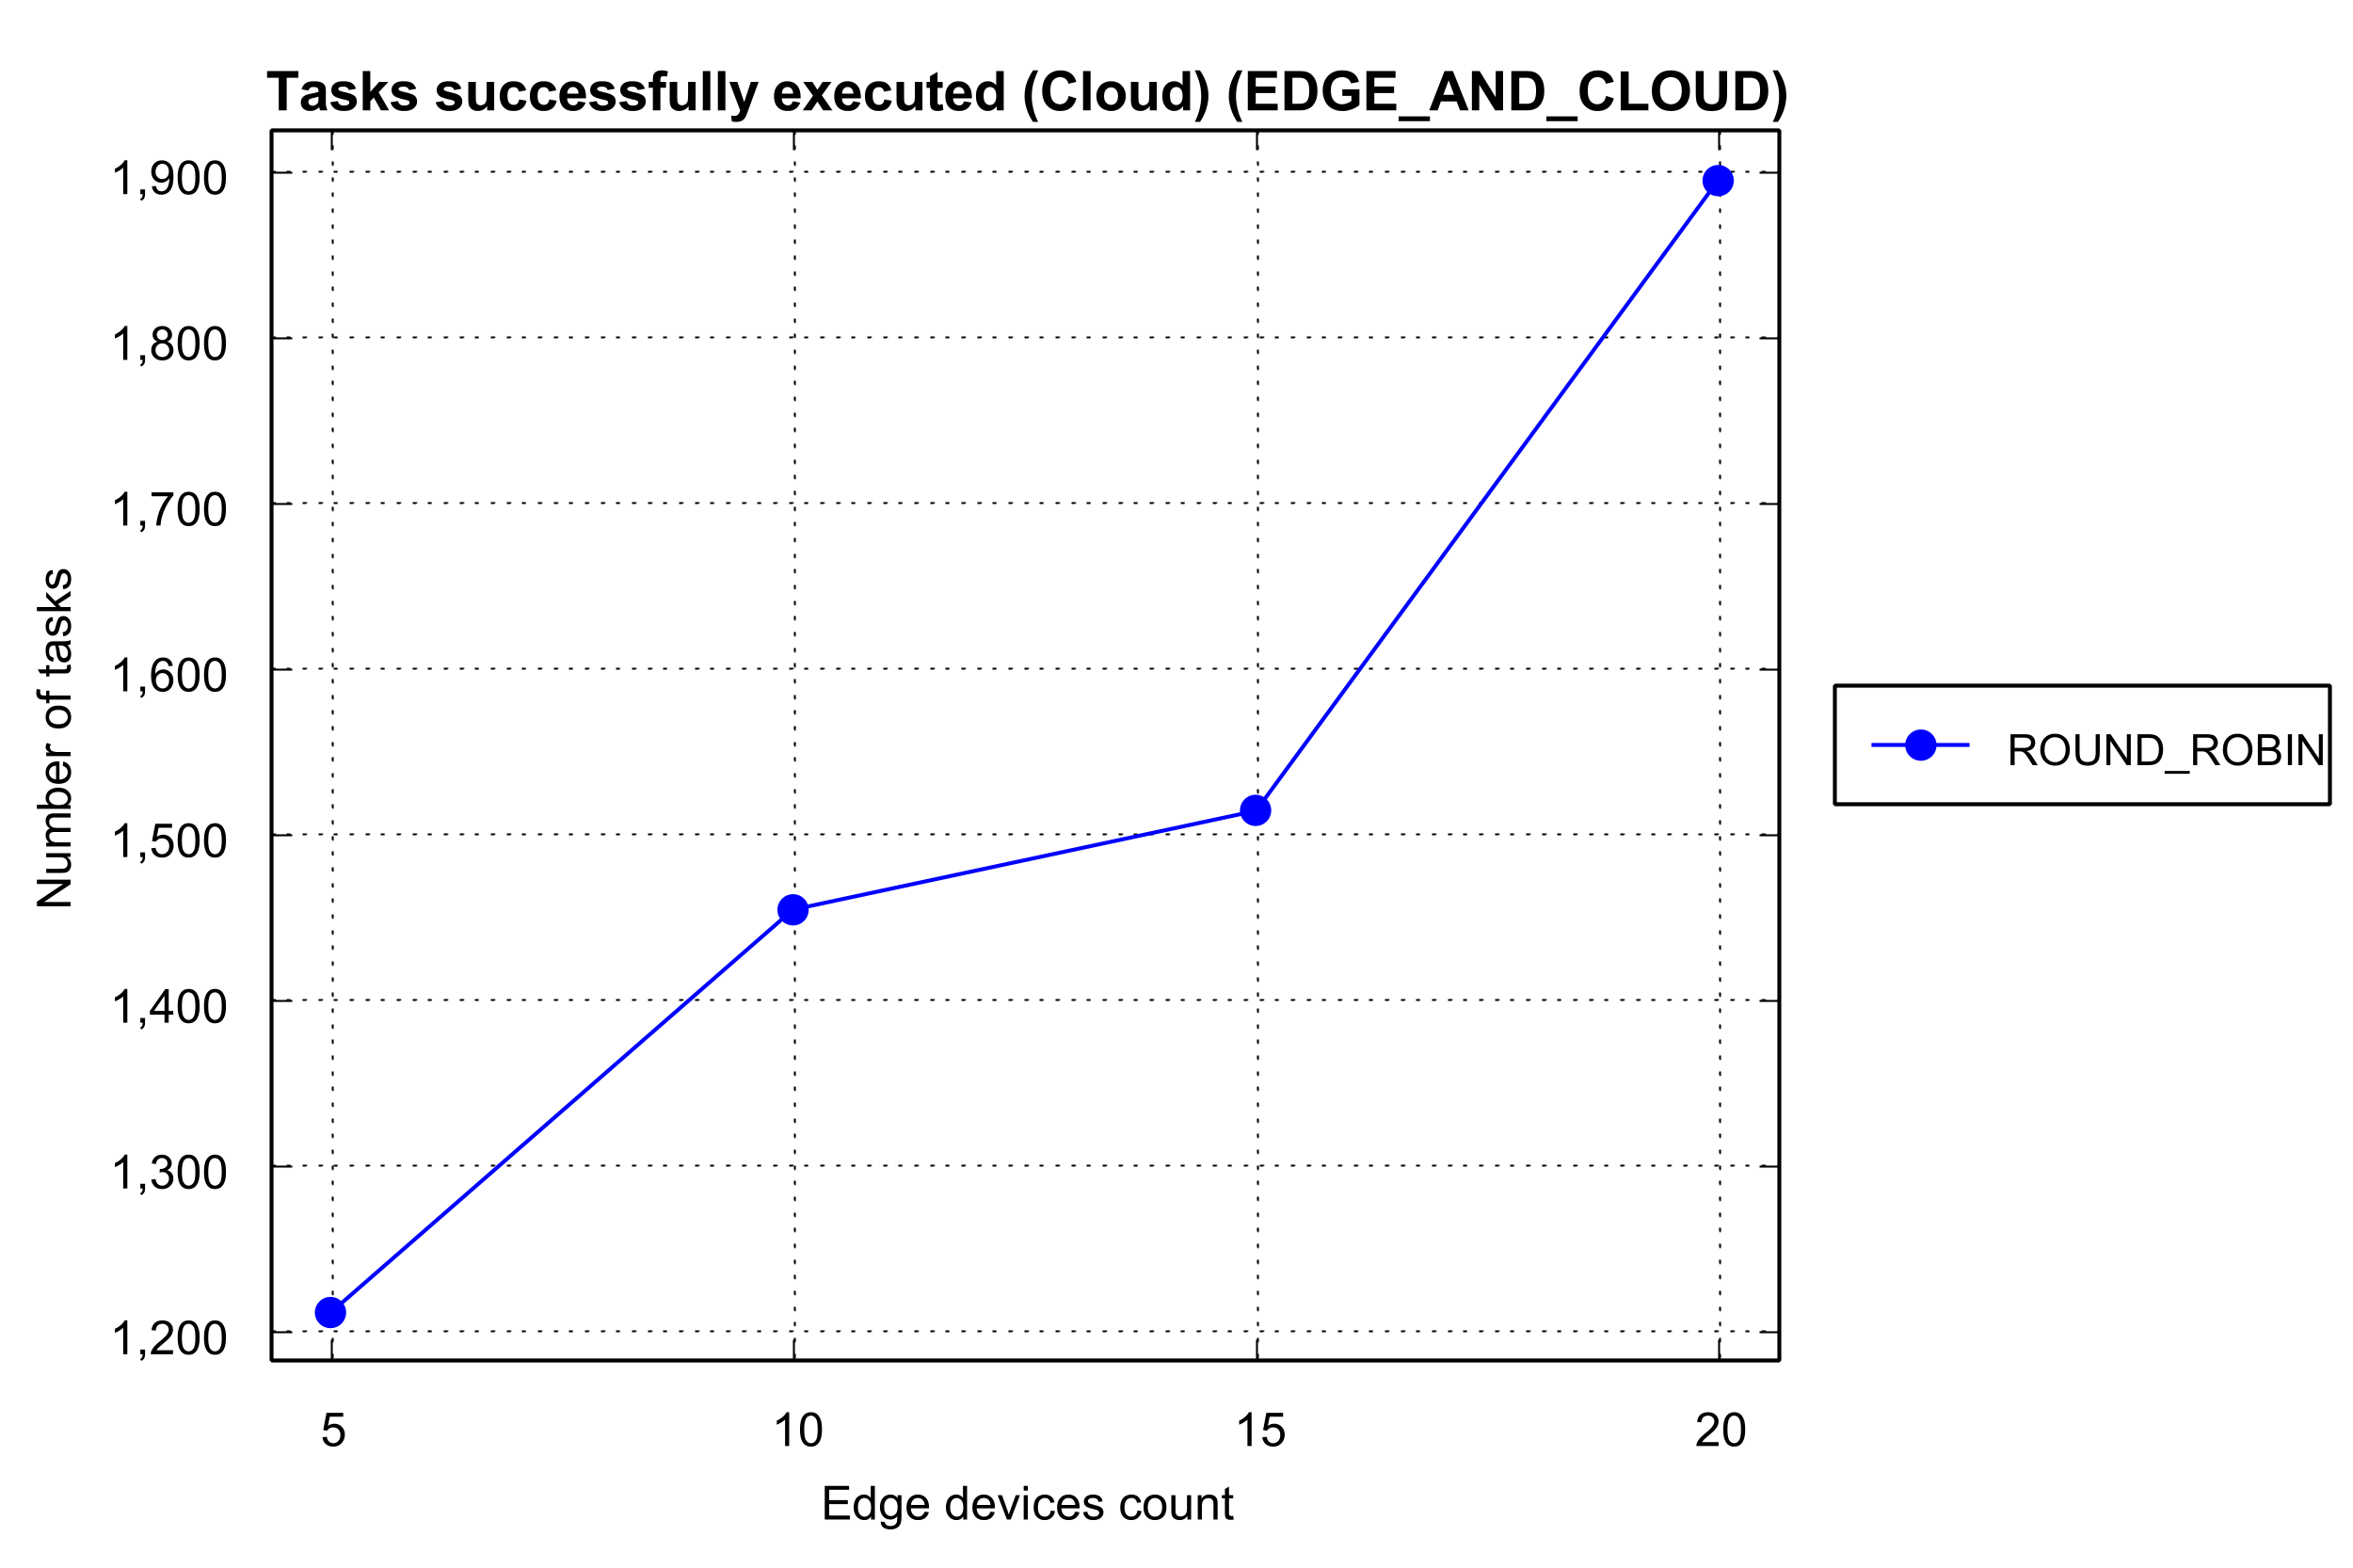 Tasks successfully executed (Cloud) (EDGE_AND_CLOUD)
1,900
1,800
1,700
1,600
1,500
1,400
1,300
1,200
Number of tasks
ROUND_ROBIN
5 10 15 20
Edge devices count